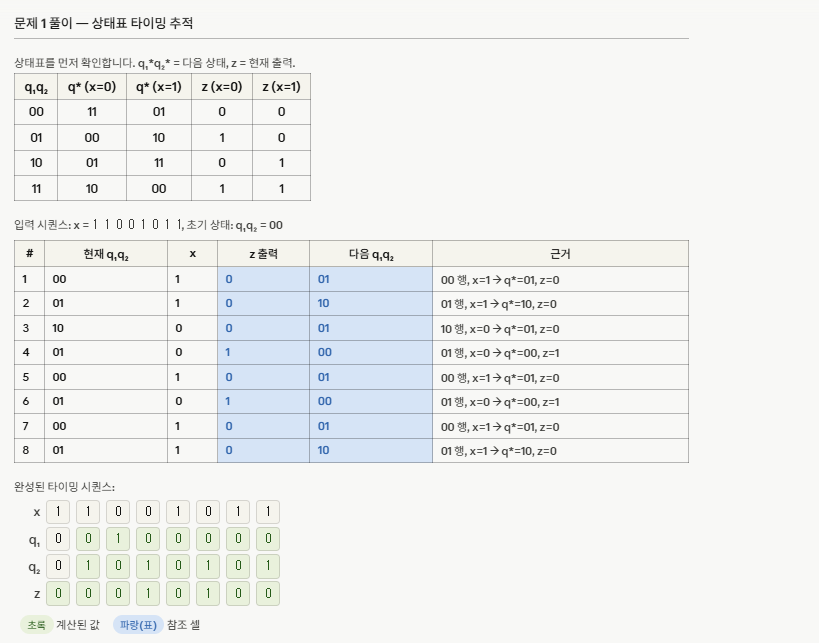 문제 1 풀이 — 상태표 타이밍 추적
상태표를 먼저 확인합니다. q₁*q₂* = 다음 상태, z = 현재 출력.
q₁q₂ q* (x=0) q* (x=1) z (x=0) z (x=1)
00 11 01 0 0
01 00 10 1 0
10 01 11 0 1
11 10 00 1 1
입력 시퀀스: x = 1 1 0 0 1 0 1 1, 초기 상태: q₁q₂ = 00
# 현재 q₁q₂ x z 출력 다음 q₁q₂ 근거
1 00 1 0 01 00 행, x=1 → q*=01, z=0
2 01 1 0 10 01 행, x=1 → q*=10, z=0
3 10 0 0 01 10 행, x=0 → q*=01, z=0
4 01 0 1 00 01 행, x=0 → q*=00, z=1
5 00 1 0 01 00 행, x=1 → q*=01, z=0
6 01 0 1 00 01 행, x=0 → q*=00, z=1
7 00 1 0 01 00 행, x=1 → q*=01, z=0
8 01 1 0 10 01 행, x=1 → q*=10, z=0
완성된 타이밍 시퀀스:
x 1 1 0 0 1 0 1 1
q₁ 0 0 1 0 0 0 0 0
q₂ 0 1 0 1 0 1 0 1
z 0 0 0 1 0 1 0 0
초록 계산된 값 파랑(표) 참조 셀